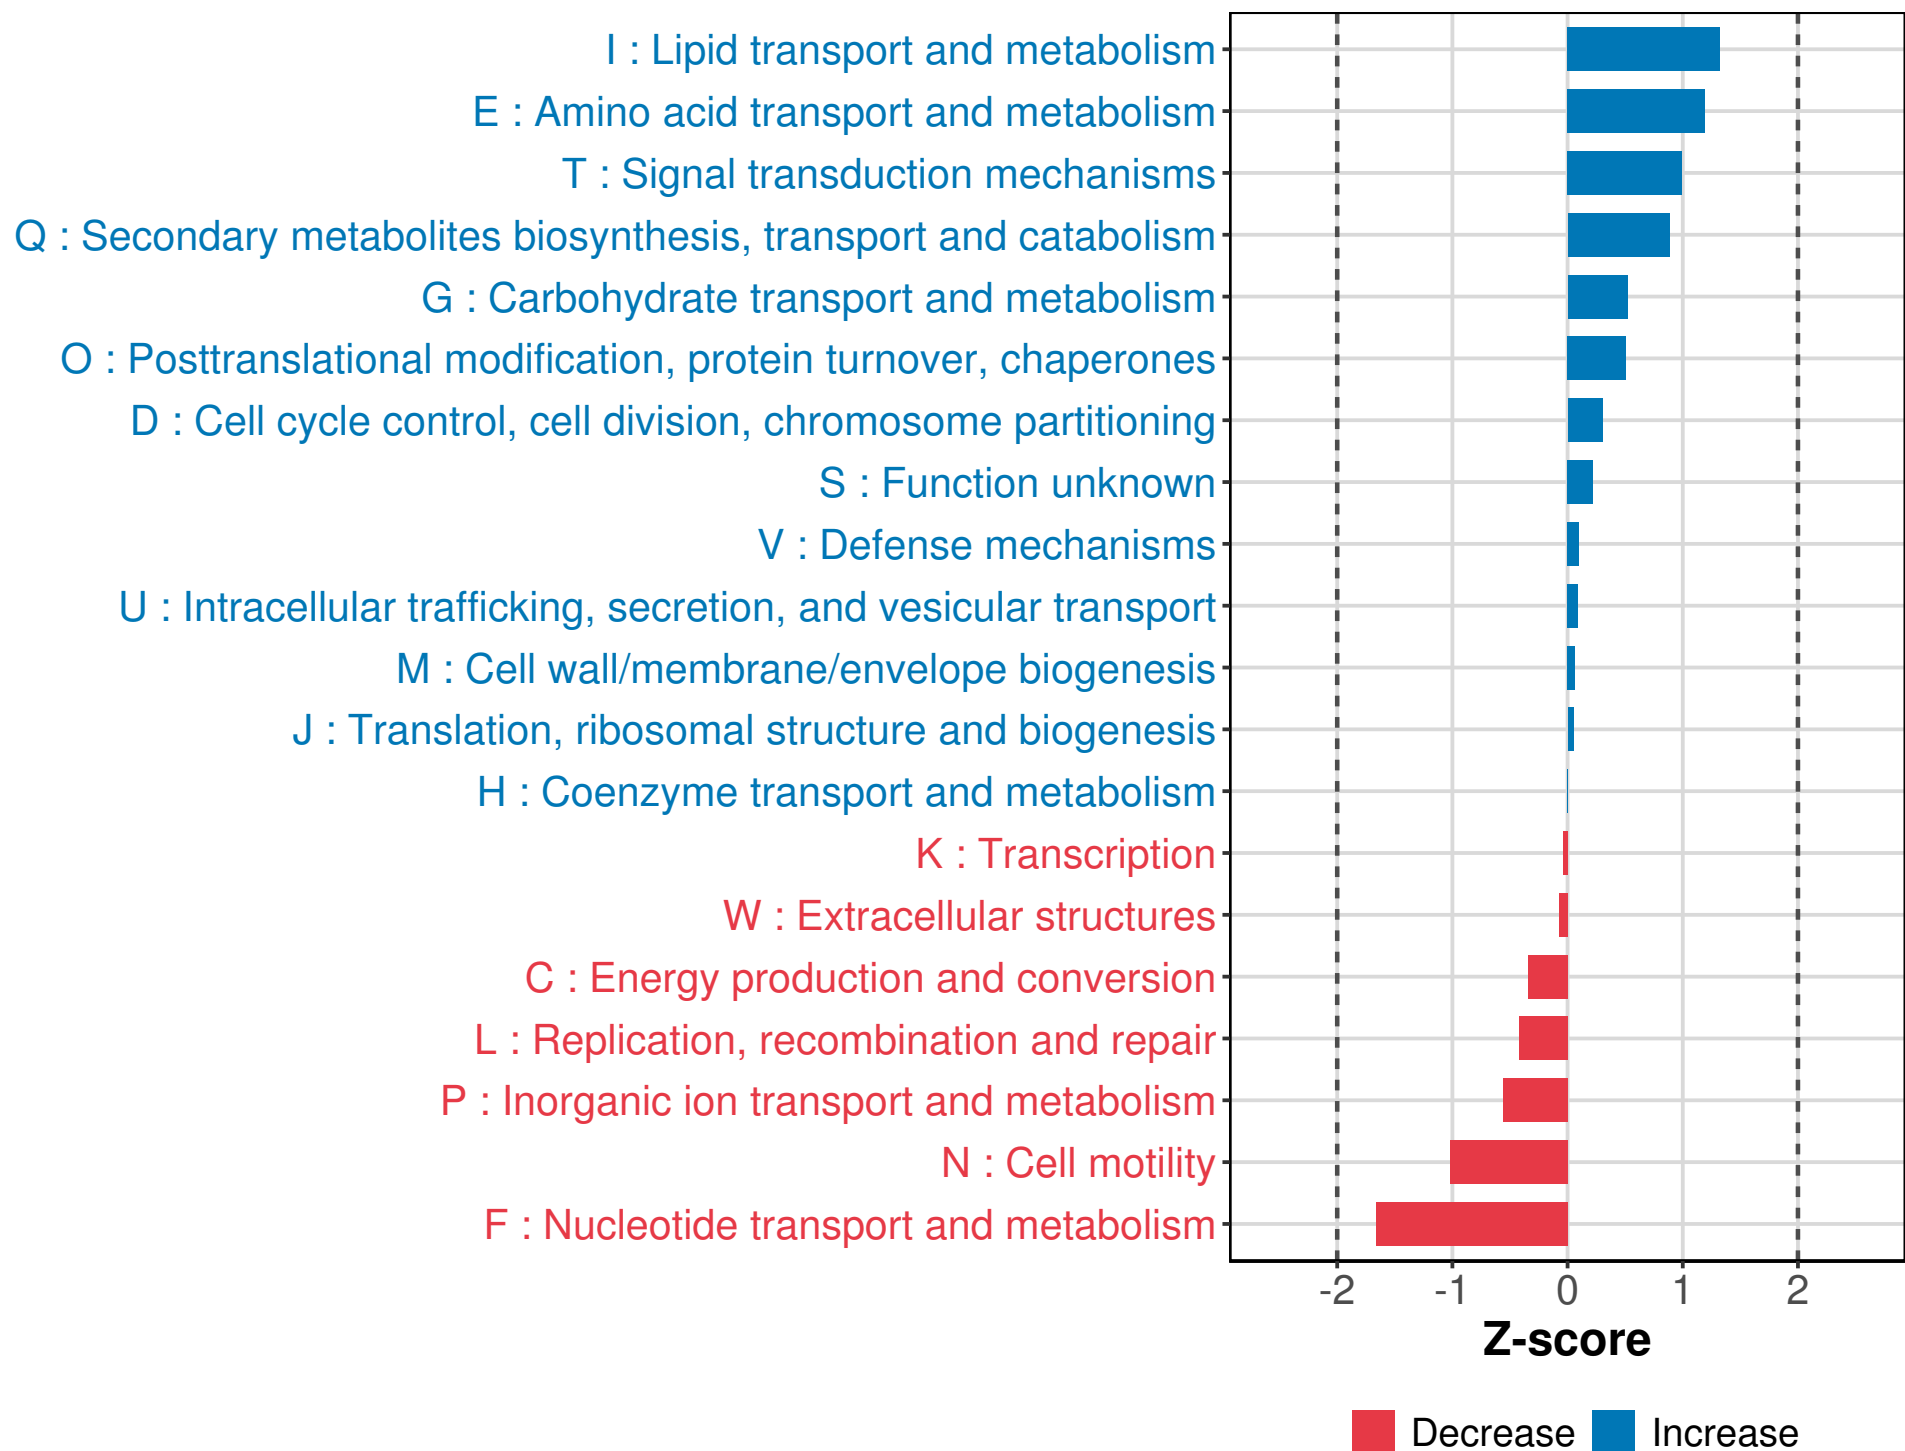 I : Lipid transport and metabolism
E : Amino acid transport and metabolism
T : Signal transduction mechanisms
Q : Secondary metabolites biosynthesis, transport and catabolism
G : Carbohydrate transport and metabolism
O : Posttranslational modification, protein turnover, chaperones
D : Cell cycle control, cell division, chromosome partitioning
S : Function unknown
V : Defense mechanisms
U : Intracellular trafficking, secretion, and vesicular transport
M : Cell wall/membrane/envelope biogenesis
J : Translation, ribosomal structure and biogenesis
H : Coenzyme transport and metabolism
K : Transcription
W : Extracellular structures
C : Energy production and conversion
L : Replication, recombination and repair
P : Inorganic ion transport and metabolism
N : Cell motility
F : Nucleotide transport and metabolism
-2 -1 0 1 2
Z-score
Decrease Increase